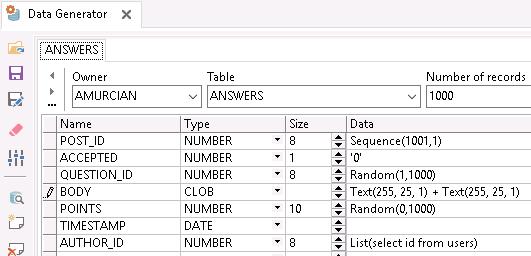 Data Generator
ANSWERS
Owner Table Number of records
AMURCIAN ANSWERS 1000
Name Type Size Data
POST_ID NUMBER 8 Sequence(1001,1)
ACCEPTED NUMBER 1 '0'
QUESTION_ID NUMBER 8 Random(1,1000)
BODY CLOB Text(255, 25, 1) + Text(255, 25, 1)
POINTS NUMBER 10 Random(0,1000)
TIMESTAMP DATE
AUTHOR_ID NUMBER 8 List(select id from users)